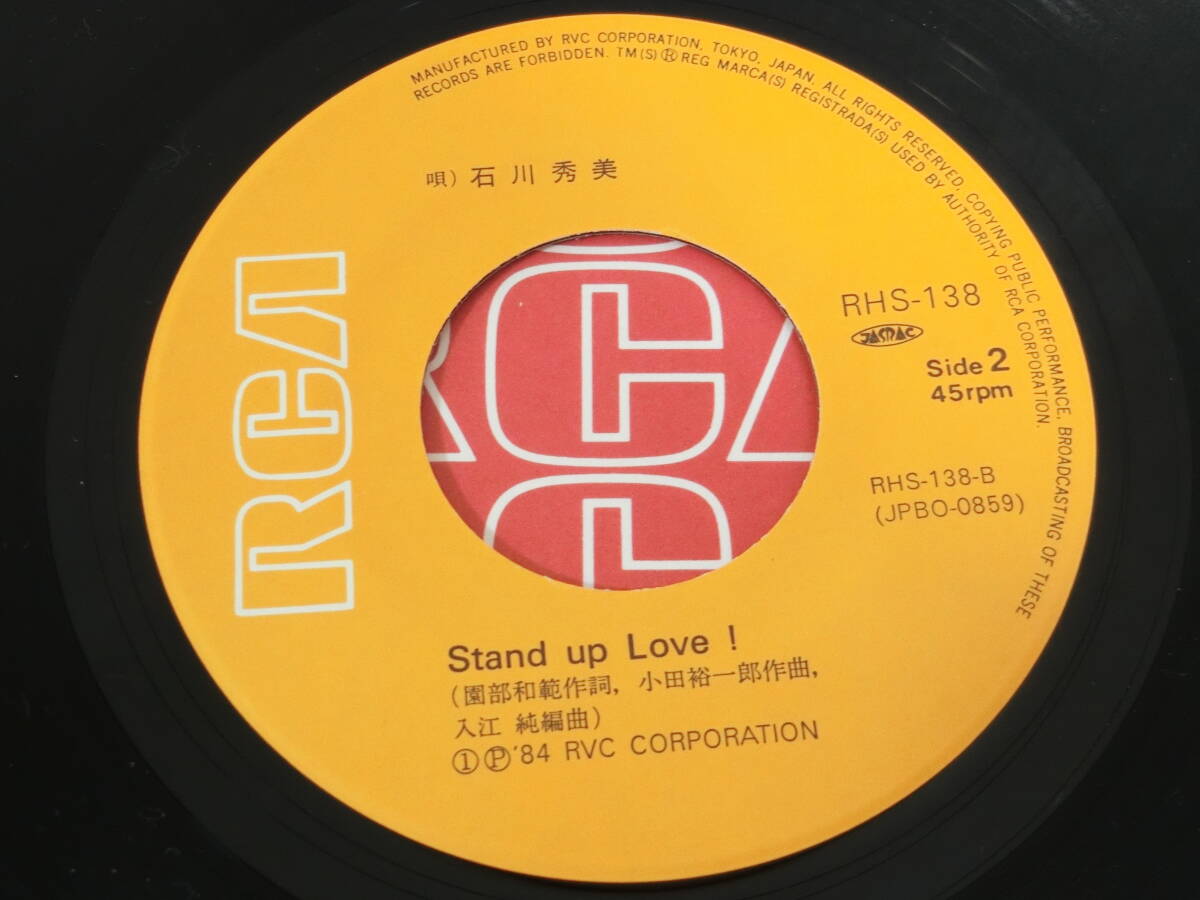 MANUFACTURED BY RVC CORPORATION, TOKYO, JAPAN. ALL RIGHTS RESERVED, COPYING PUBLIC PERFORMANCE, BROADCASTING OF THESE
RECORDS ARE FORBIDDEN. TM(S)ⓇREG MARCA(S) REGISTRADA(S) USED BY AUTHORITY OF RCA CORPORATION.
唄) 石川秀美
RCA
RHS-138
JASRAC
Side 2
45rpm
RHS-138-B
(JPBO-0859)
Stand up Love !
(園部和範作詞, 小田裕一郎作曲,
入江 純編曲)
①Ⓟ'84 RVC CORPORATION